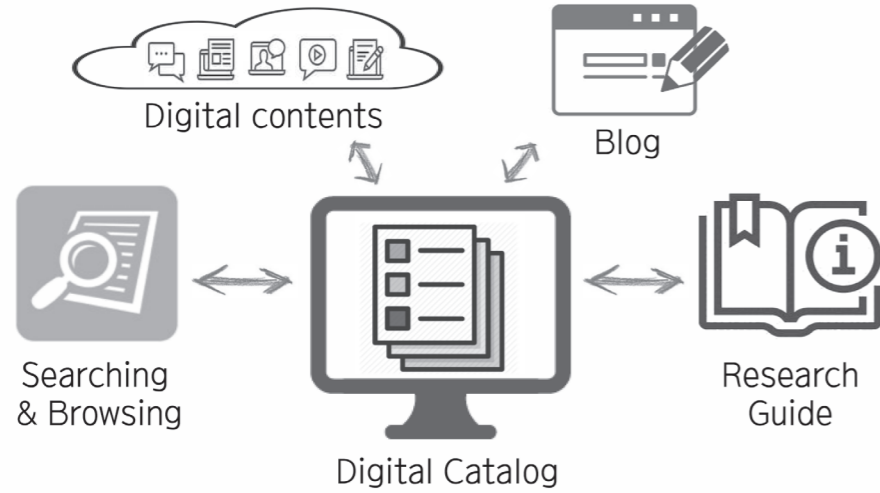 Digital contents
Blog
Searching
& Browsing
Research
Guide
Digital Catalog